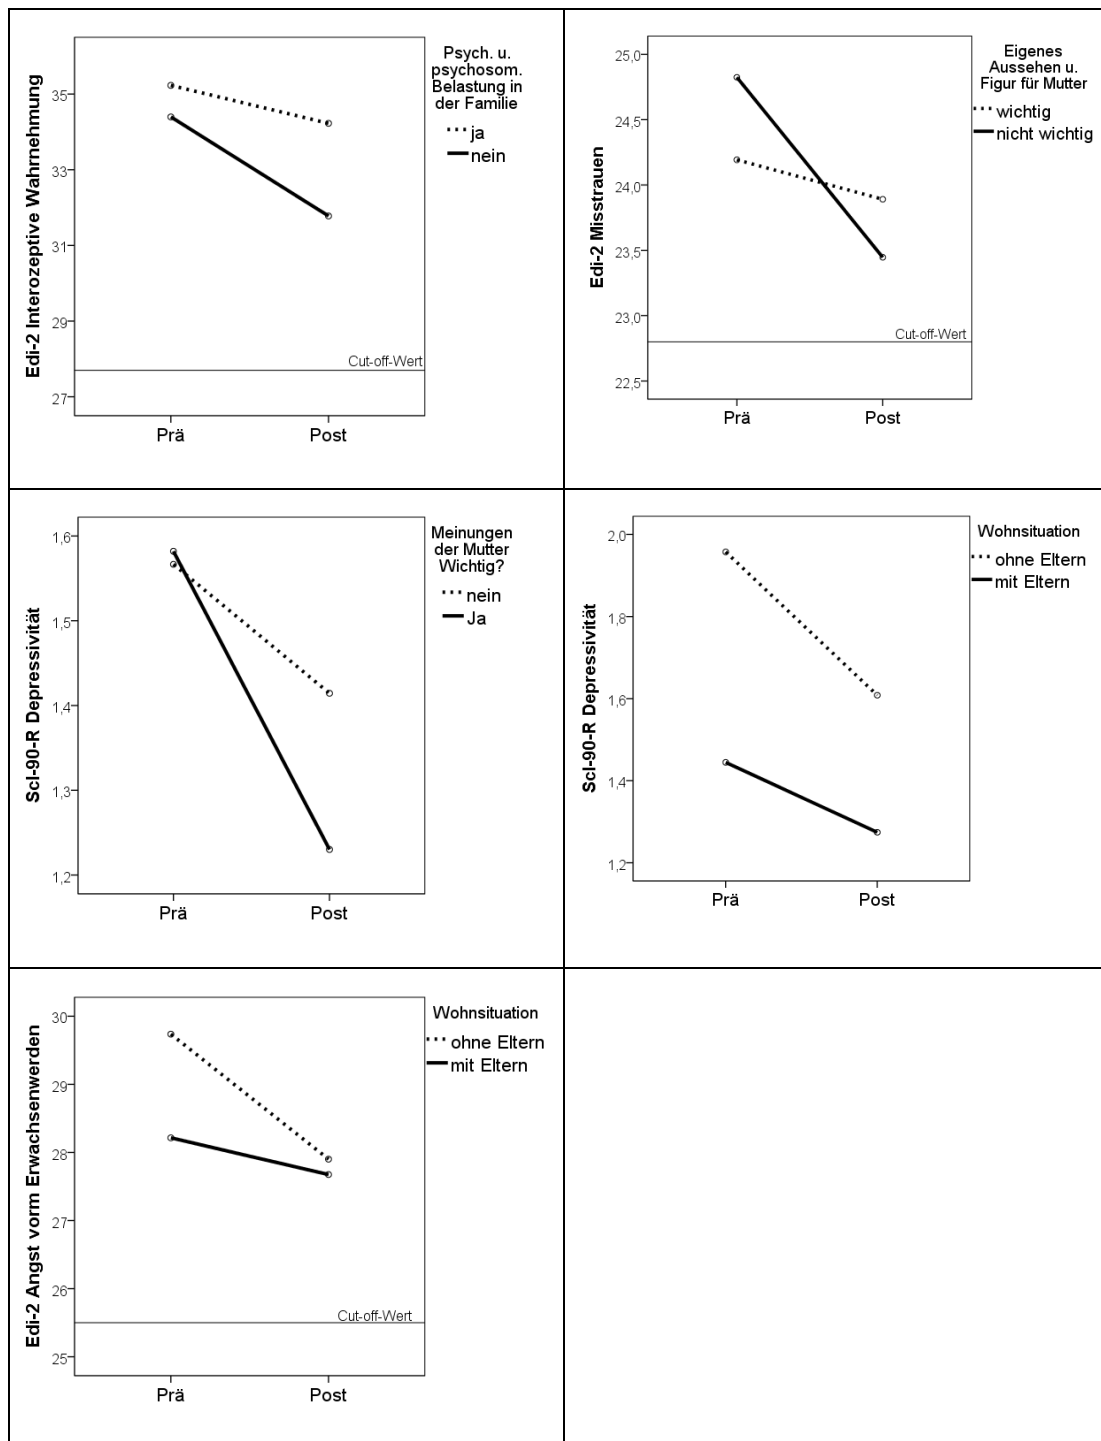 Edi-2 Interozeptive Wahrnehmung
35
33
31
29
27
Cut-off-Wert
Prä
Post
Psych. u.
psychosom.
Belastung in
der Familie
ja
nein
Edi-2 Misstrauen
25,0
24,5
24,0
23,5
23,0
22,5
Cut-off-Wert
Prä
Post
Eigenes
Aussehen u.
Figur für Mutter
wichtig
nicht wichtig
Scl-90-R Depressivität
1,6
1,5
1,4
1,3
1,2
Prä
Post
Meinungen
der Mutter
Wichtig?
nein
Ja
Scl-90-R Depressivität
2,0
1,8
1,6
1,4
1,2
Prä
Post
Wohnsituation
ohne Eltern
mit Eltern
Edi-2 Angst vorm Erwachsenwerden
30
29
28
27
26
25
Cut-off-Wert
Prä
Post
Wohnsituation
ohne Eltern
mit Eltern